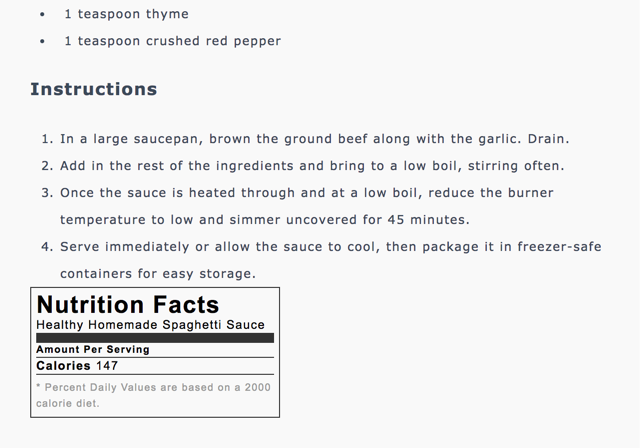 • 1 teaspoon thyme
• 1 teaspoon crushed red pepper
Instructions
1. In a large saucepan, brown the ground beef along with the garlic. Drain.
2. Add in the rest of the ingredients and bring to a low boil, stirring often.
3. Once the sauce is heated through and at a low boil, reduce the burner
temperature to low and simmer uncovered for 45 minutes.
4. Serve immediately or allow the sauce to cool, then package it in freezer-safe
containers for easy storage.
Nutrition Facts
Healthy Homemade Spaghetti Sauce
Amount Per Serving
Calories 147
* Percent Daily Values are based on a 2000
calorie diet.